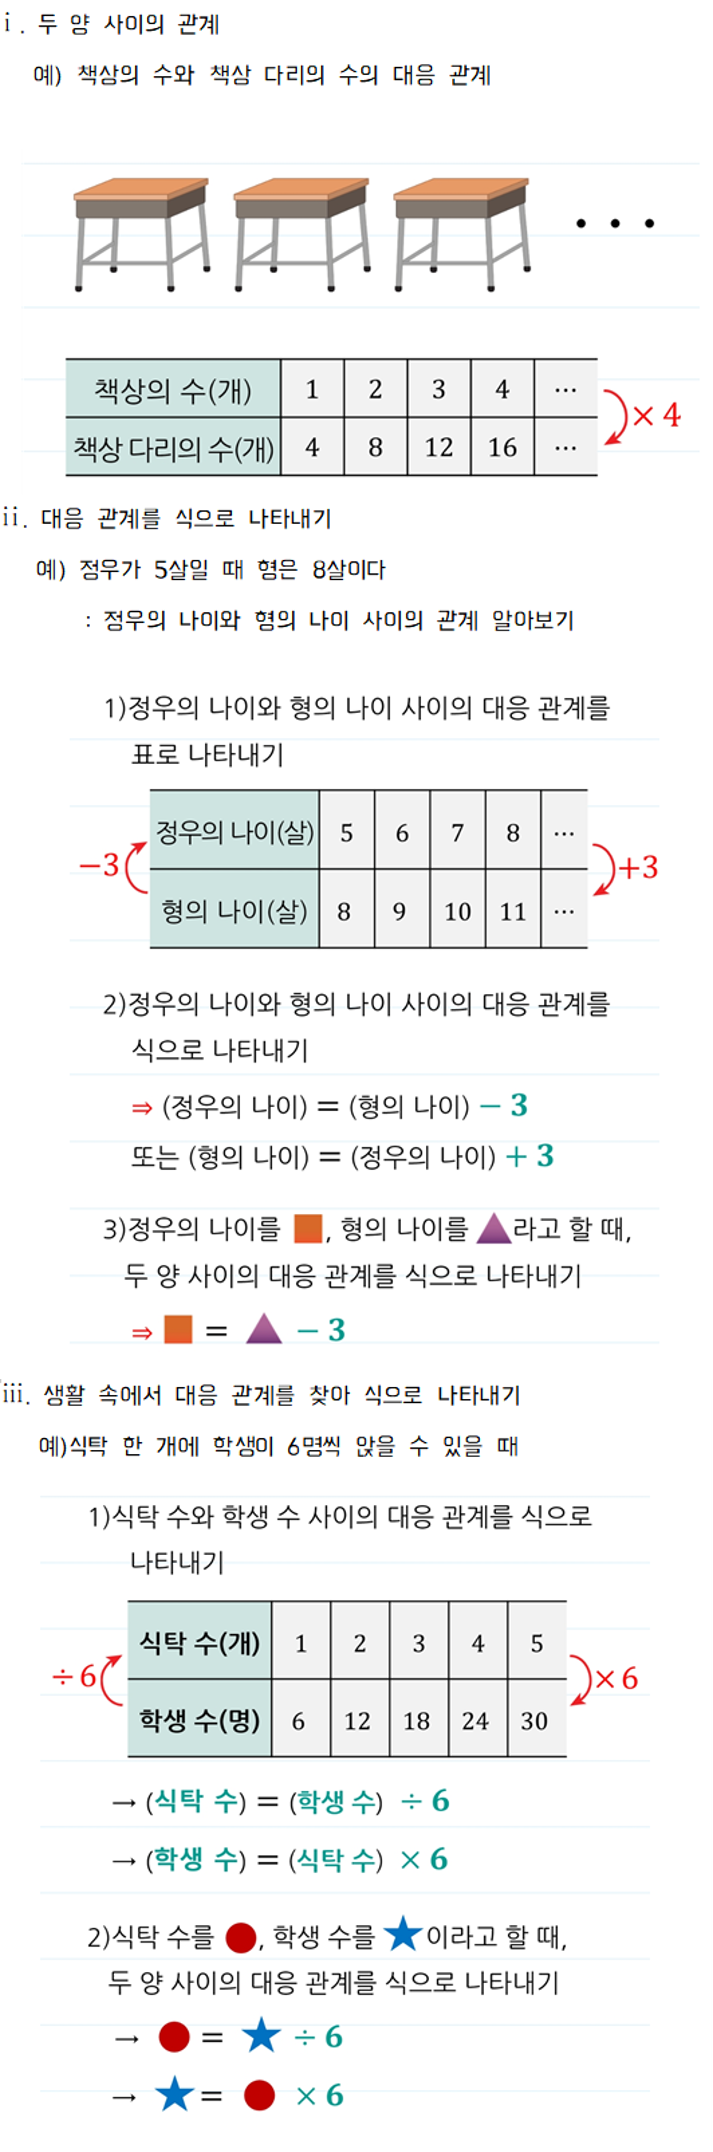 ⅰ. 두 양 사이의 관계
예) 책상의 수와 책상 다리의 수의 대응 관계
• • •
책상의 수(개) 1 2 3 4 ⋯
× 4
책상 다리의 수(개) 4 8 12 16 ⋯
ⅱ. 대응 관계를 식으로 나타내기
예) 정우가 5살일 때 형은 8살이다
: 정우의 나이와 형의 나이 사이의 관계 알아보기
1)정우의 나이와 형의 나이 사이의 대응 관계를
표로 나타내기
정우의 나이(살) 5 6 7 8 ⋯
−3 +3
형의 나이(살) 8 9 10 11 ⋯
2)정우의 나이와 형의 나이 사이의 대응 관계를
식으로 나타내기
⇒ (정우의 나이) = (형의 나이) − 3
또는 (형의 나이) = (정우의 나이) + 3
3)정우의 나이를 ■, 형의 나이를 ▲라고 할 때,
두 양 사이의 대응 관계를 식으로 나타내기
⇒ ■ = ▲ − 3
ⅲ. 생활 속에서 대응 관계를 찾아 식으로 나타내기
예)식탁 한 개에 학생이 6명씩 앉을 수 있을 때
1)식탁 수와 학생 수 사이의 대응 관계를 식으로
나타내기
식탁 수(개) 1 2 3 4 5
÷6 ×6
학생 수(명) 6 12 18 24 30
→ (식탁 수) = (학생 수) ÷ 6
→ (학생 수) = (식탁 수) × 6
2)식탁 수를 ●, 학생 수를 ★이라고 할 때,
두 양 사이의 대응 관계를 식으로 나타내기
→ ● = ★ ÷ 6
→ ★ = ● × 6